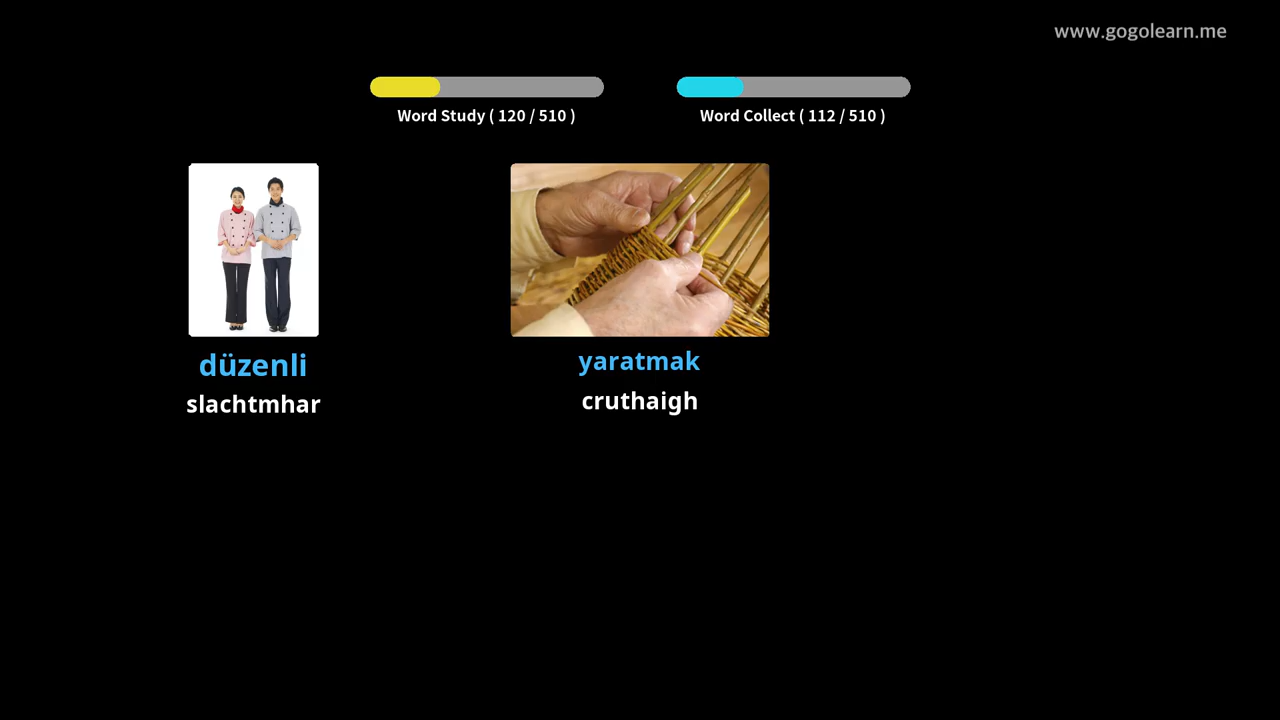 www.gogolearn.me
Word Study ( 120 / 510 )
Word Collect ( 112 / 510 )
düzenli
slachtmhar
yaratmak
cruthaigh